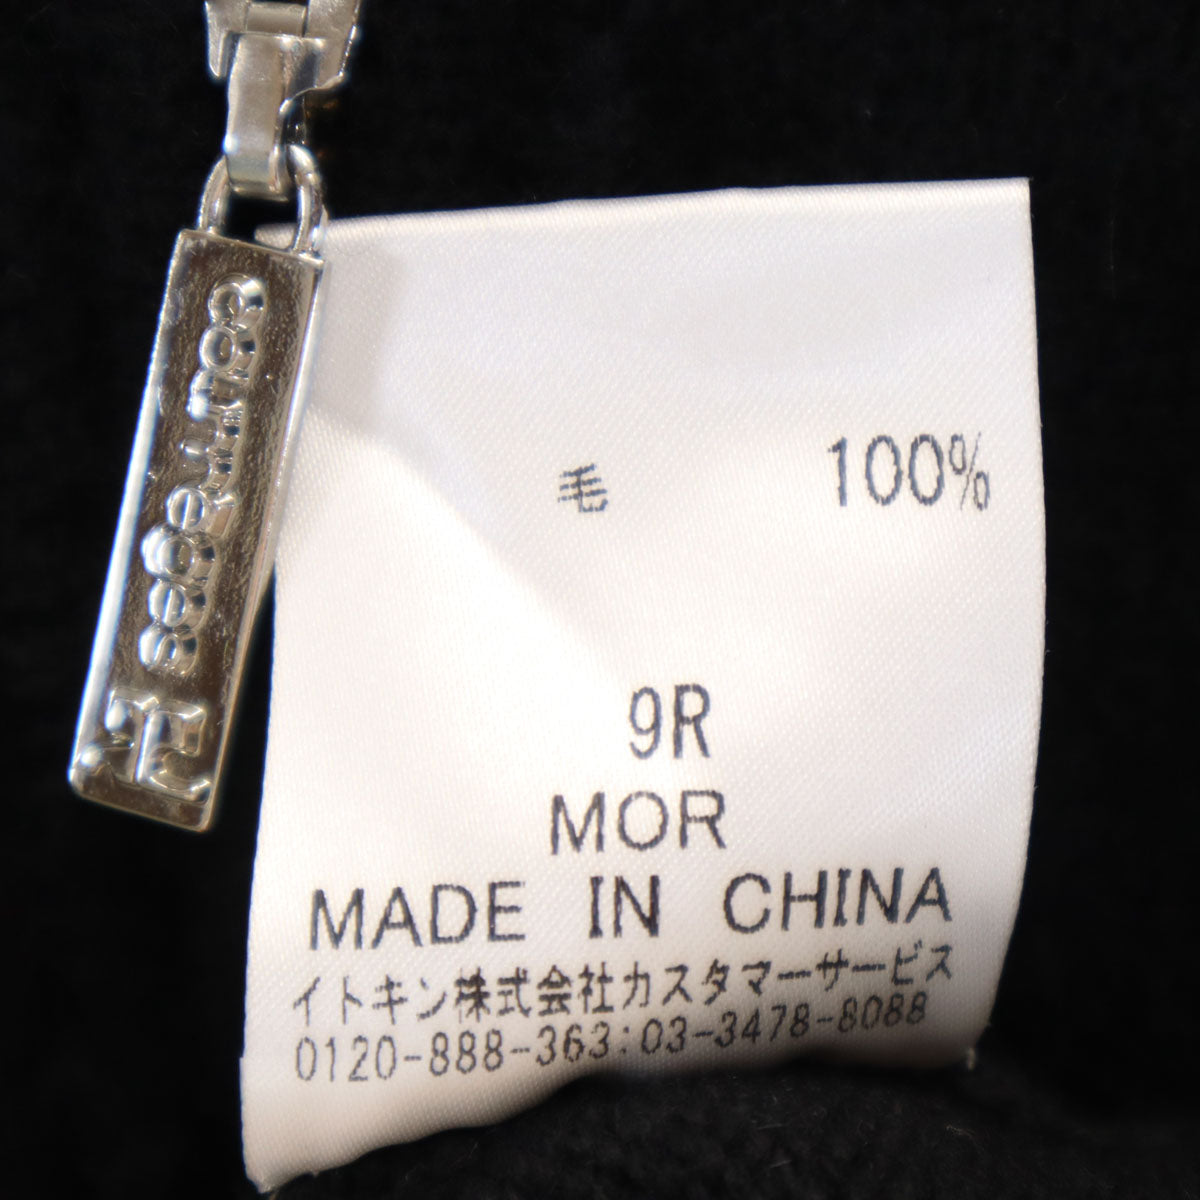 courrèges
毛 100%
9R
MOR
MADE IN CHINA
イトキン株式会社カスタマーサービス
0120-888-363:03-3478-8088